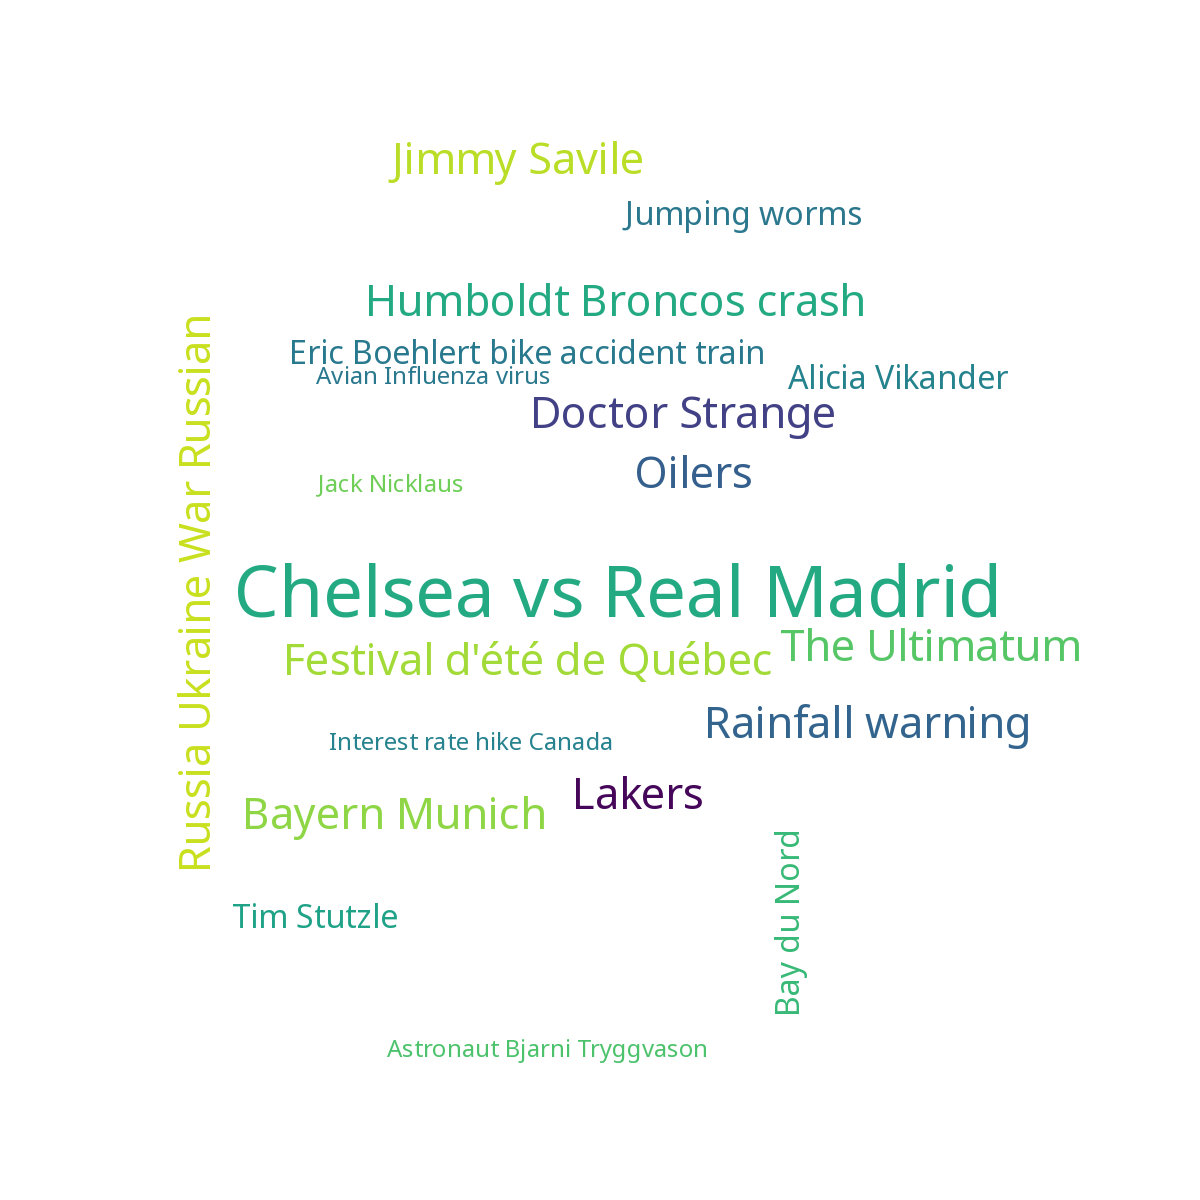 Jimmy Savile
Jumping worms
Humboldt Broncos crash
Eric Boehlert bike accident train
Avian Influenza virus
Alicia Vikander
Doctor Strange
Oilers
Jack Nicklaus
Russia Ukraine War Russian
Chelsea vs Real Madrid
The Ultimatum
Festival d'été de Québec
Rainfall warning
Interest rate hike Canada
Lakers
Bayern Munich
Bay du Nord
Tim Stutzle
Astronaut Bjarni Tryggvason